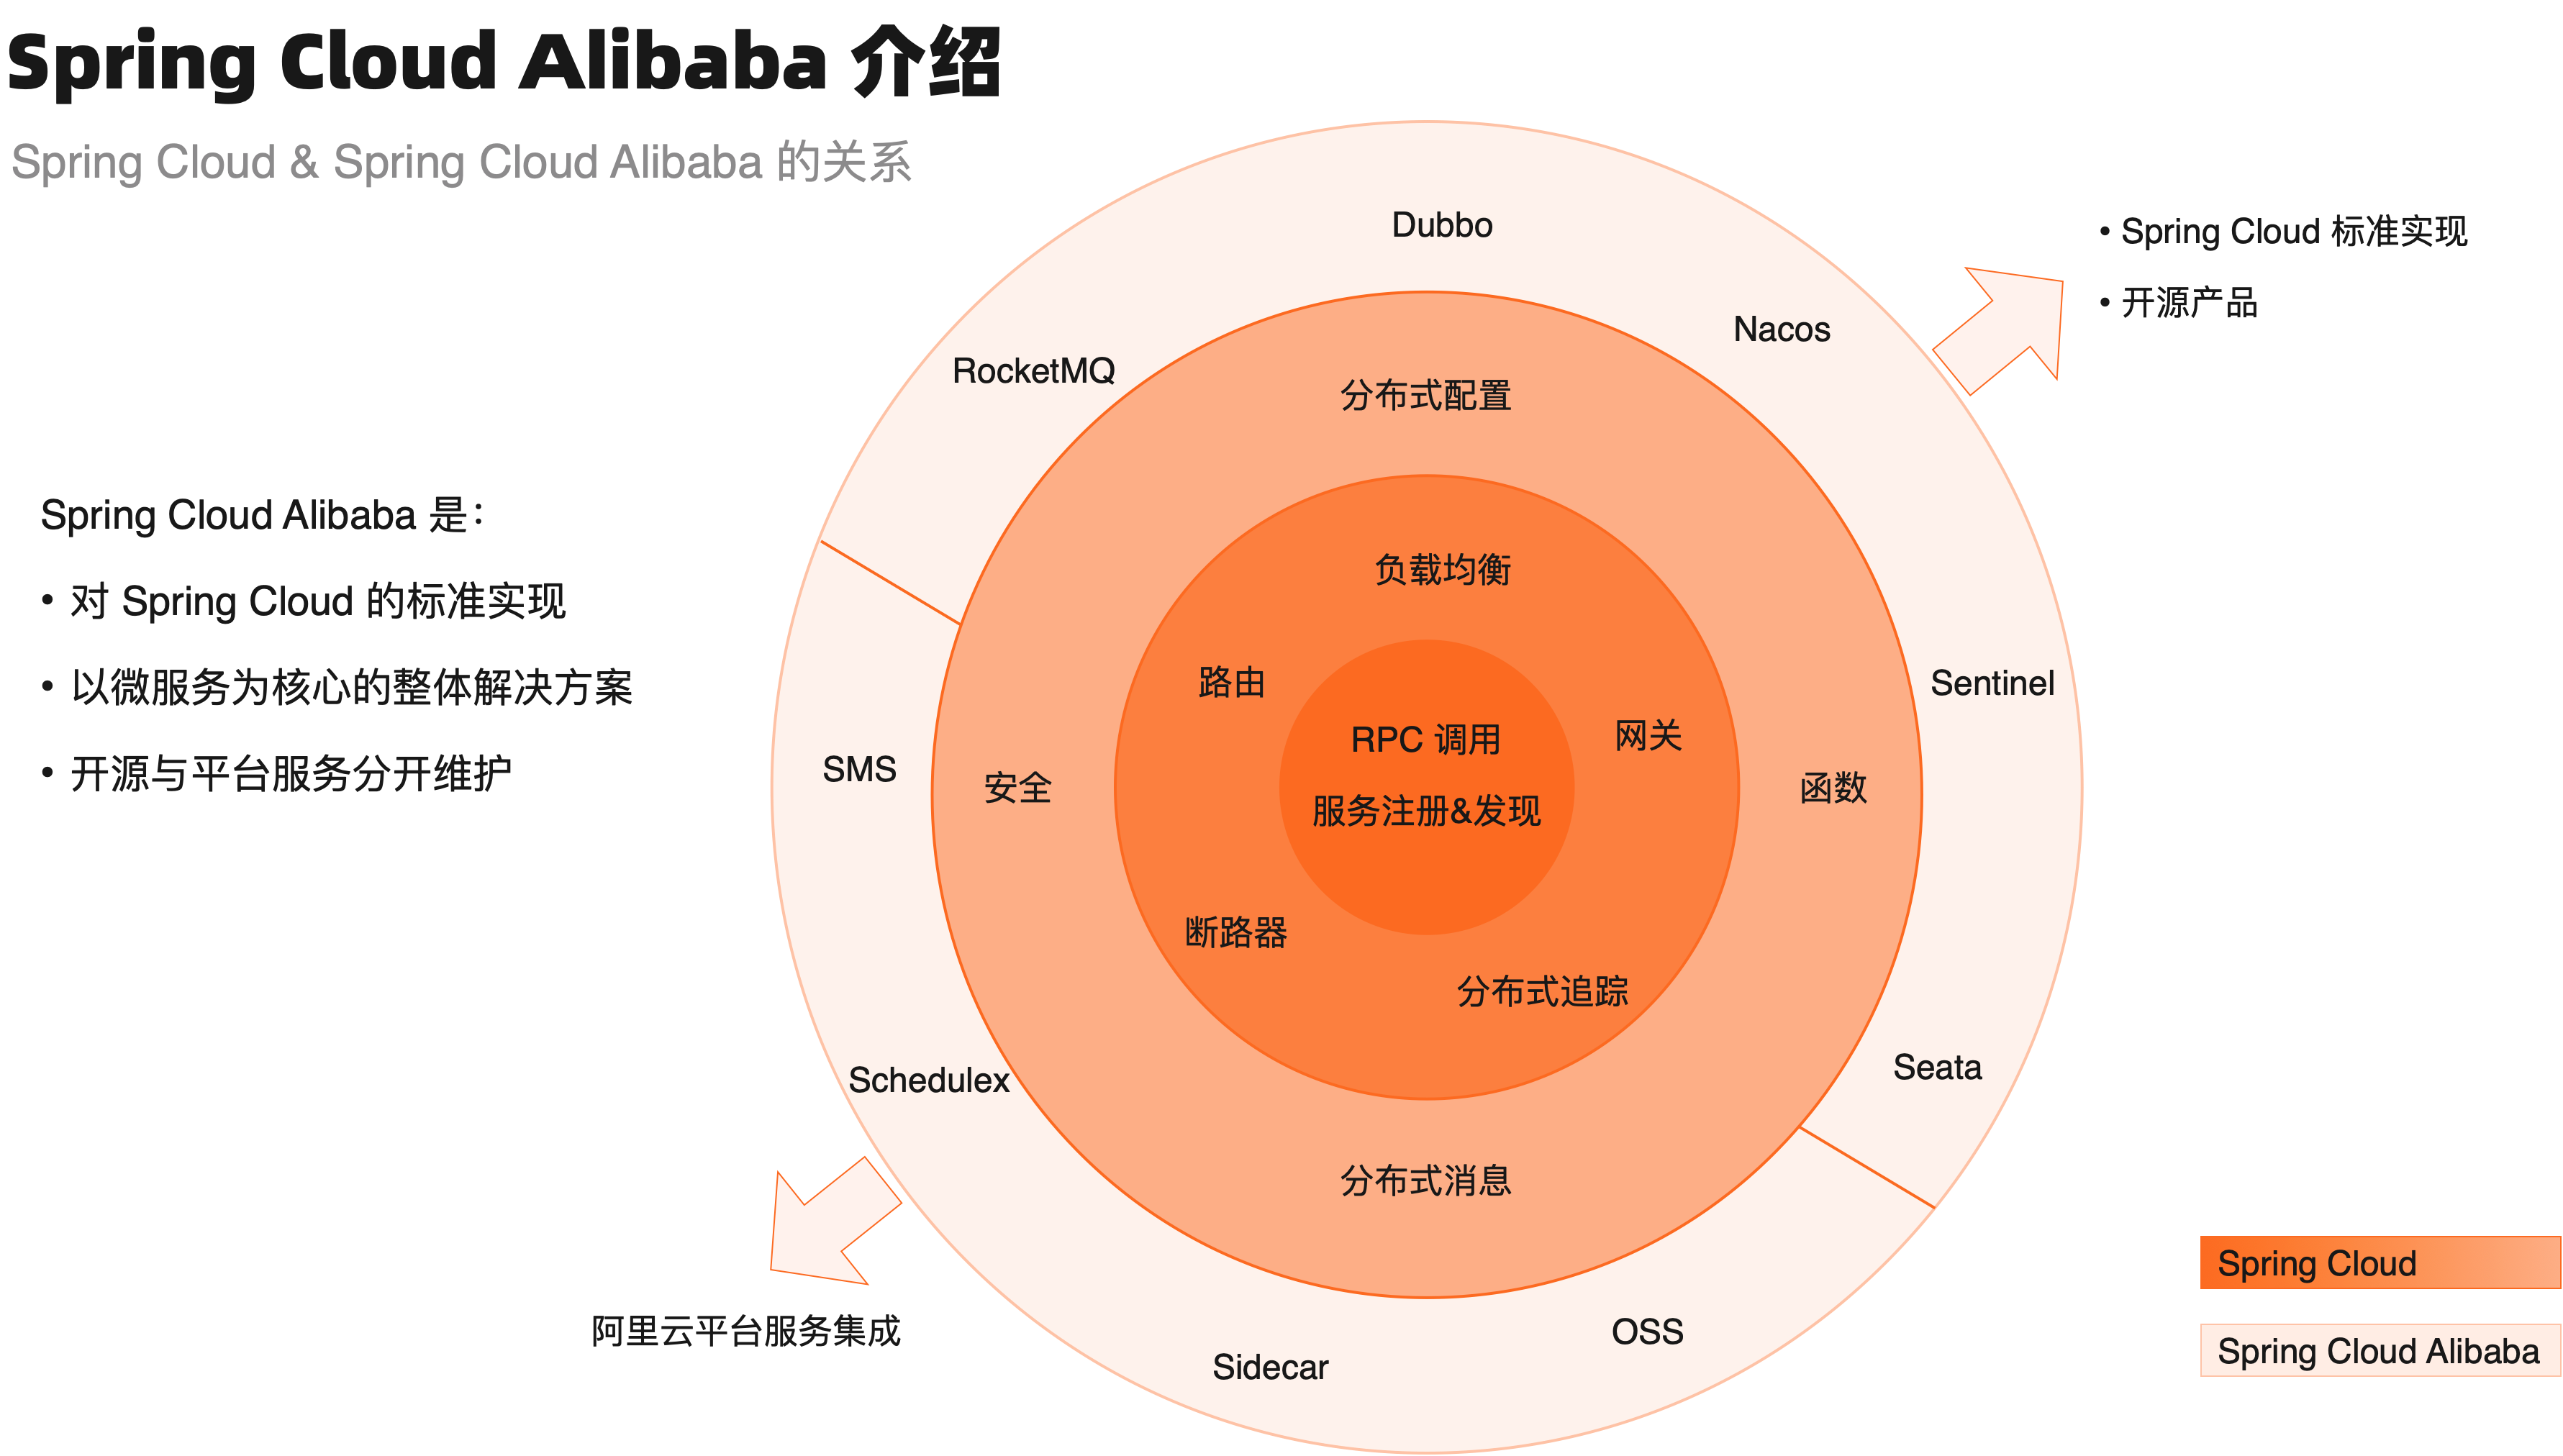 Spring Cloud Alibaba 介绍
Spring Cloud & Spring Cloud Alibaba 的关系
Spring Cloud Alibaba 是：
• 对 Spring Cloud 的标准实现
• 以微服务为核心的整体解决方案
• 开源与平台服务分开维护
Dubbo
Nacos
RocketMQ
Sentinel
SMS
Seata
Schedulex
OSS
Sidecar
分布式配置
安全
函数
分布式消息
负载均衡
路由
网关
断路器
分布式追踪
RPC 调用
服务注册&发现
• Spring Cloud 标准实现
• 开源产品
阿里云平台服务集成
Spring Cloud
Spring Cloud Alibaba